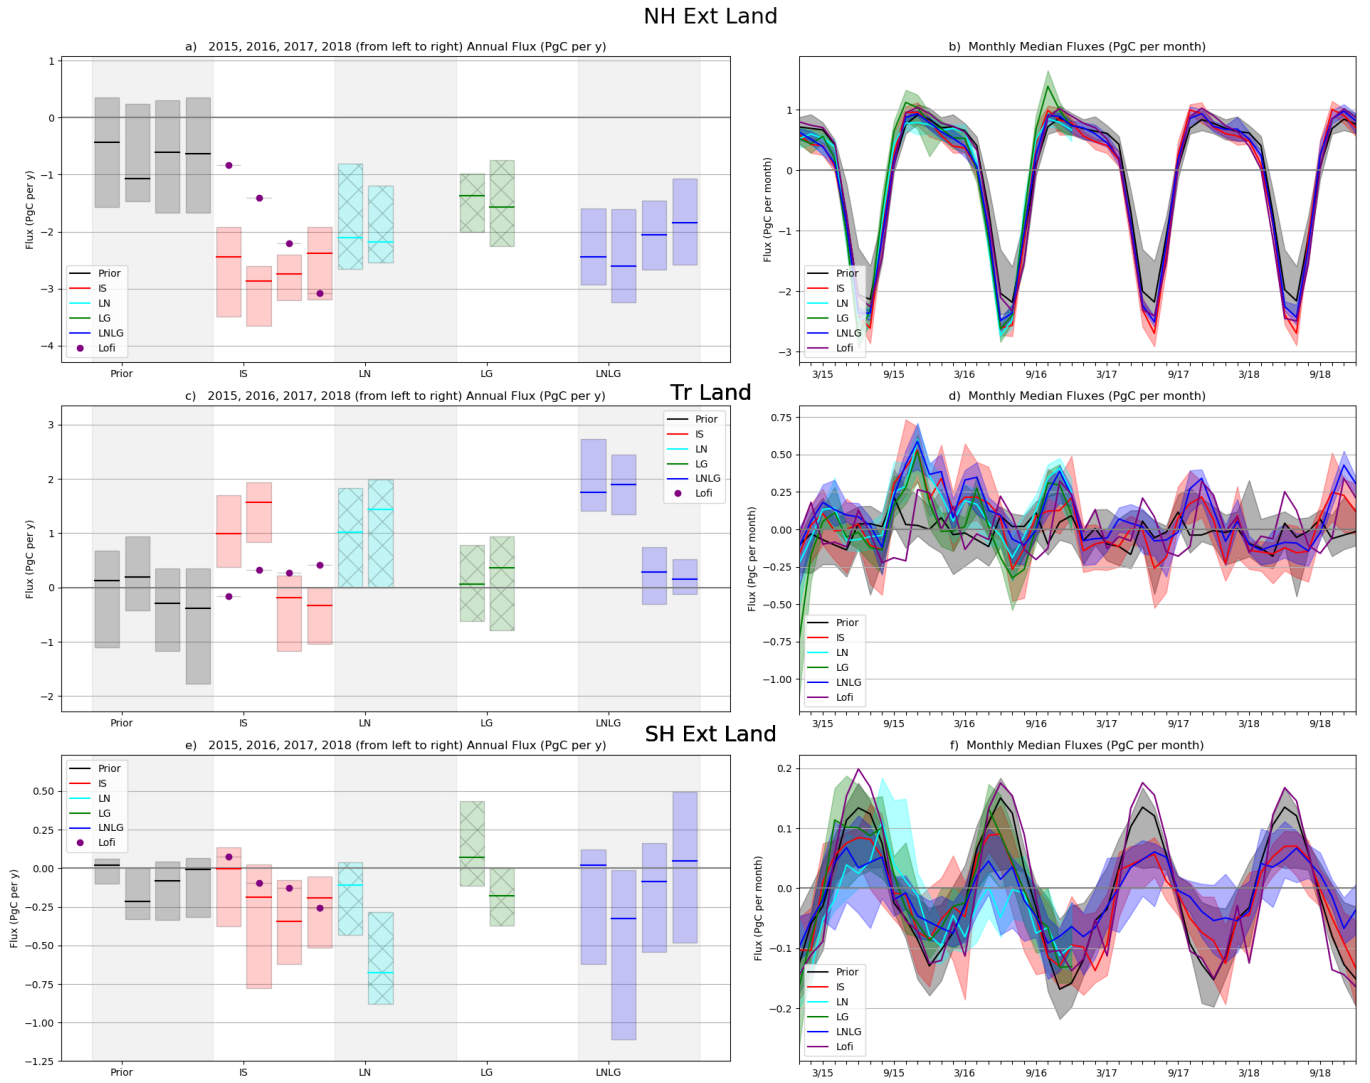 NH Ext Land
a)   2015, 2016, 2017, 2018 (from left to right) Annual Flux (PgC per y)
Flux (PgC per y)
1
0
−1
−2
−3
−4
Prior
IS
LN
LG
LNLG
Lofi
Prior
IS
LN
LG
LNLG
b)  Monthly Median Fluxes (PgC per month)
Flux (PgC per month)
1
0
−1
−2
−3
Prior
IS
LN
LG
LNLG
Lofi
3/15
9/15
3/16
9/16
3/17
9/17
3/18
9/18
Tr Land
c)   2015, 2016, 2017, 2018 (from left to right) Annual Flux (PgC per y)
Flux (PgC per y)
3
2
1
0
−1
−2
Prior
IS
LN
LG
LNLG
Lofi
Prior
IS
LN
LG
LNLG
d)  Monthly Median Fluxes (PgC per month)
Flux (PgC per month)
0.75
0.50
0.25
0.00
−0.25
−0.50
−0.75
−1.00
Prior
IS
LN
LG
LNLG
Lofi
3/15
9/15
3/16
9/16
3/17
9/17
3/18
9/18
SH Ext Land
e)   2015, 2016, 2017, 2018 (from left to right) Annual Flux (PgC per y)
Flux (PgC per y)
0.50
0.25
0.00
−0.25
−0.50
−0.75
−1.00
−1.25
Prior
IS
LN
LG
LNLG
Lofi
Prior
IS
LN
LG
LNLG
f)  Monthly Median Fluxes (PgC per month)
Flux (PgC per month)
0.2
0.1
0.0
−0.1
−0.2
Prior
IS
LN
LG
LNLG
Lofi
3/15
9/15
3/16
9/16
3/17
9/17
3/18
9/18